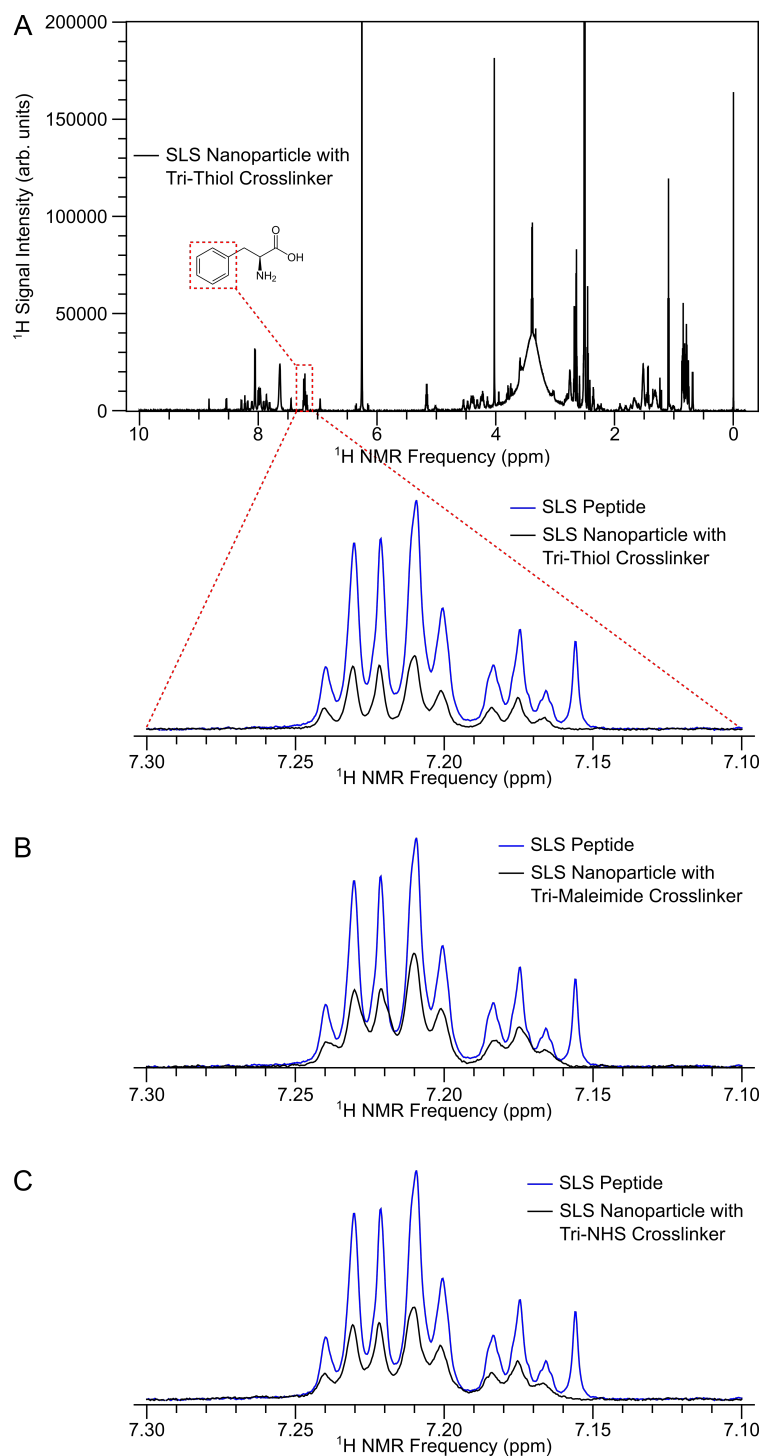 A
200000
150000
100000
50000
0
¹H Signal Intensity (arb. units)
SLS Nanoparticle with
Tri-Thiol Crosslinker
O
OH
NH₂
10 8 6 4 2 0
¹H NMR Frequency (ppm)
SLS Peptide
SLS Nanoparticle with
Tri-Thiol Crosslinker
7.30 7.25 7.20 7.15 7.10
¹H NMR Frequency (ppm)
B
SLS Peptide
SLS Nanoparticle with
Tri-Maleimide Crosslinker
7.30 7.25 7.20 7.15 7.10
¹H NMR Frequency (ppm)
C
SLS Peptide
SLS Nanoparticle with
Tri-NHS Crosslinker
7.30 7.25 7.20 7.15 7.10
¹H NMR Frequency (ppm)